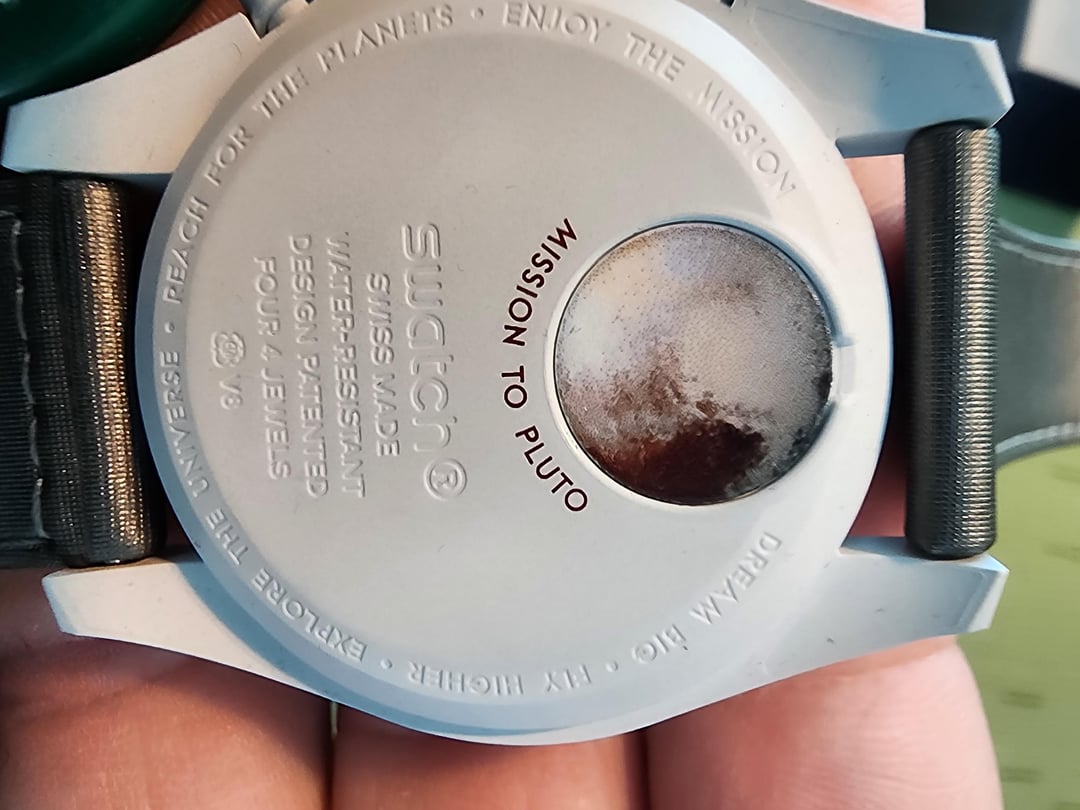 DREAM BIG • FLY HIGHER • EXPLORE THE UNIVERSE • REACH FOR THE PLANETS • ENJOY THE MISSION
MISSION TO PLUTO
swatch®
SWISS MADE
WATER-RESISTANT
DESIGN PATENTED
FOUR 4 JEWELS
V8